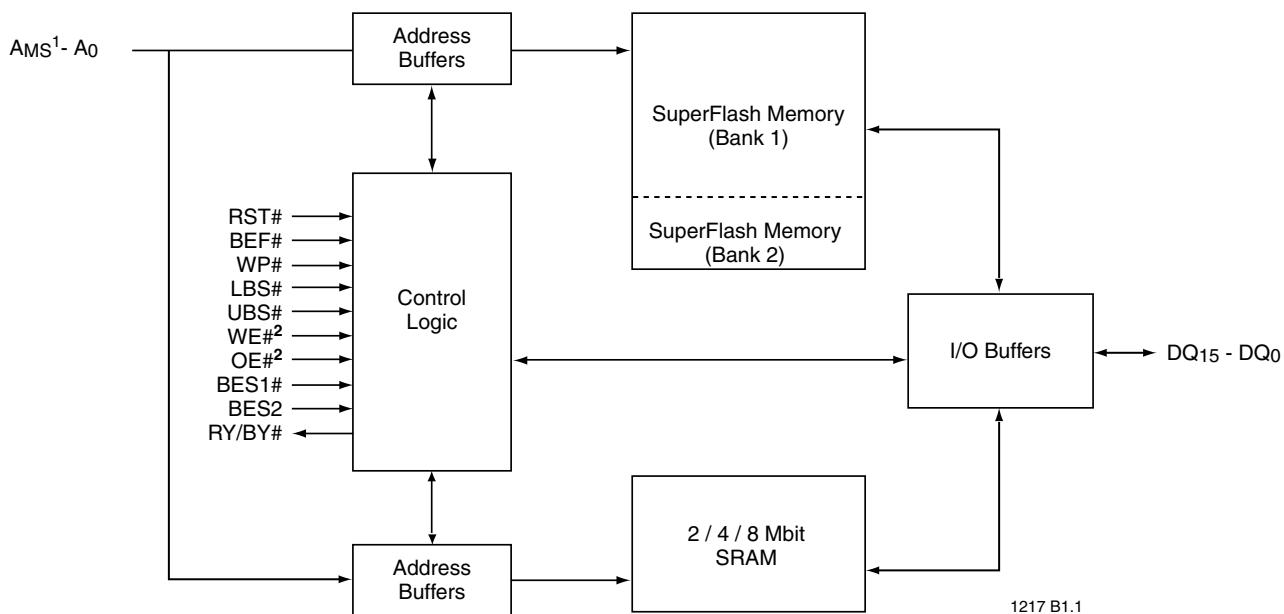 AMS¹- A0
Address
Buffers
SuperFlash Memory
(Bank 1)
SuperFlash Memory
(Bank 2)
RST#
BEF#
WP#
LBS#
UBS#
WE#²
OE#²
BES1#
BES2
RY/BY#
Control
Logic
I/O Buffers
DQ15 - DQ0
Address
Buffers
2 / 4 / 8 Mbit
SRAM
1217 B1.1